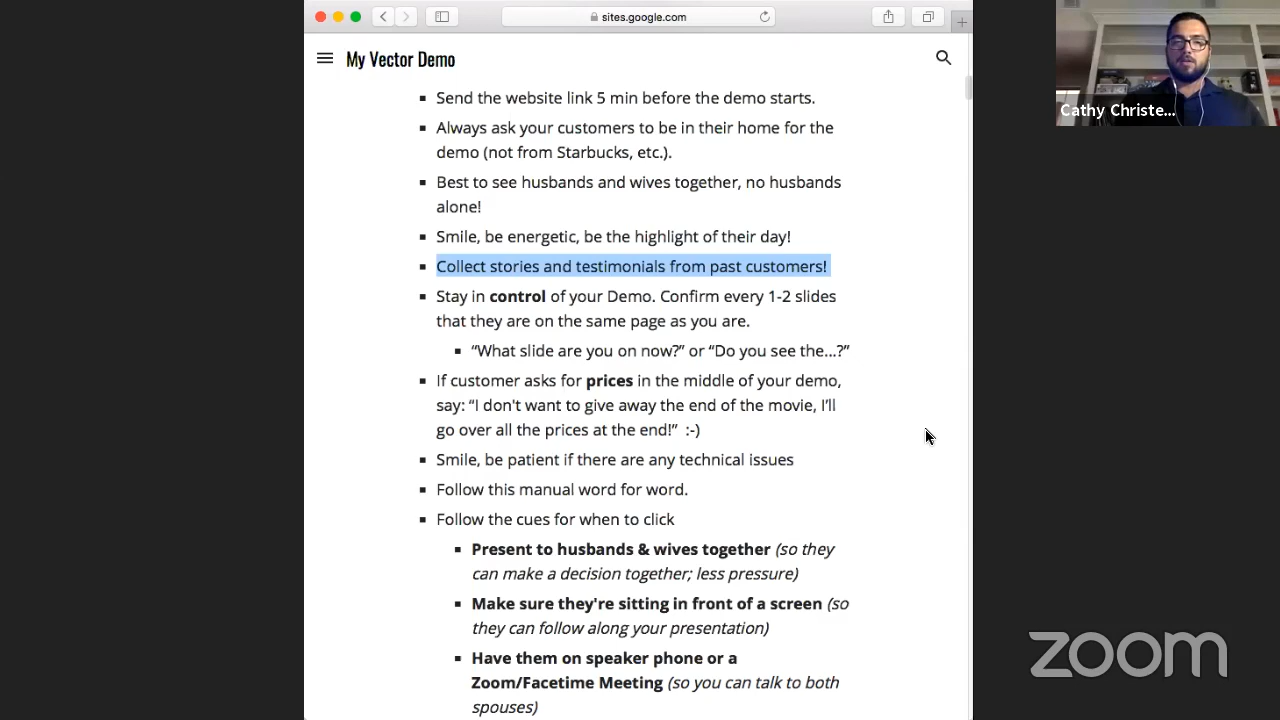 sites.google.com
My Vector Demo
Cathy Christe...
Send the website link 5 min before the demo starts.
Always ask your customers to be in their home for the
demo (not from Starbucks, etc.).
Best to see husbands and wives together, no husbands
alone!
Smile, be energetic, be the highlight of their day!
Collect stories and testimonials from past customers!
Stay in control of your Demo. Confirm every 1-2 slides
that they are on the same page as you are.
“What slide are you on now?” or “Do you see the...?”
If customer asks for prices in the middle of your demo,
say: “I don't want to give away the end of the movie, I’ll
go over all the prices at the end!”  :-)
Smile, be patient if there are any technical issues
Follow this manual word for word.
Follow the cues for when to click
Present to husbands & wives together (so they
can make a decision together; less pressure)
Make sure they're sitting in front of a screen (so
they can follow along your presentation)
Have them on speaker phone or a
Zoom/Facetime Meeting (so you can talk to both
spouses)
zoom